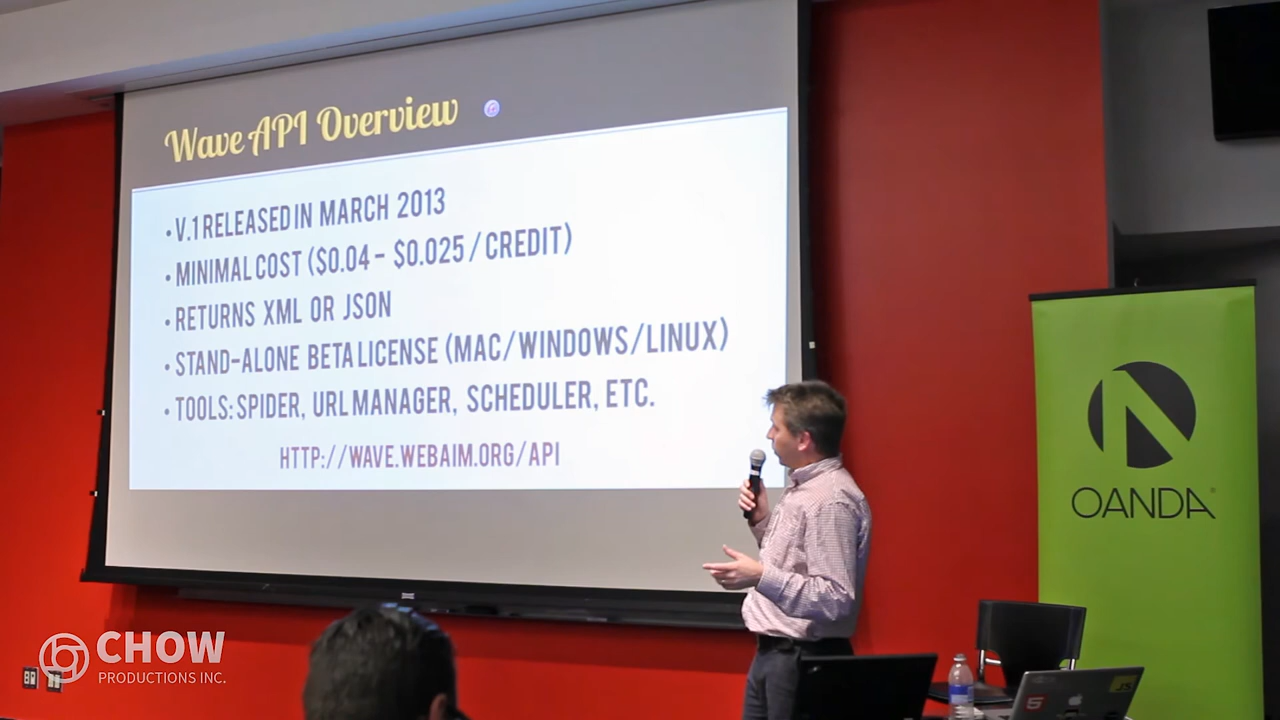 Wave API Overview
• V.1 RELEASED IN MARCH 2013
• MINIMAL COST ($0.04 - $0.025 / CREDIT)
• RETURNS XML OR JSON
• STAND-ALONE BETA LICENSE (MAC/WINDOWS/LINUX)
• TOOLS: SPIDER, URL MANAGER, SCHEDULER, ETC.
HTTP://WAVE.WEBAIM.ORG/API
OANDA
CHOW
PRODUCTIONS INC.
5
JS